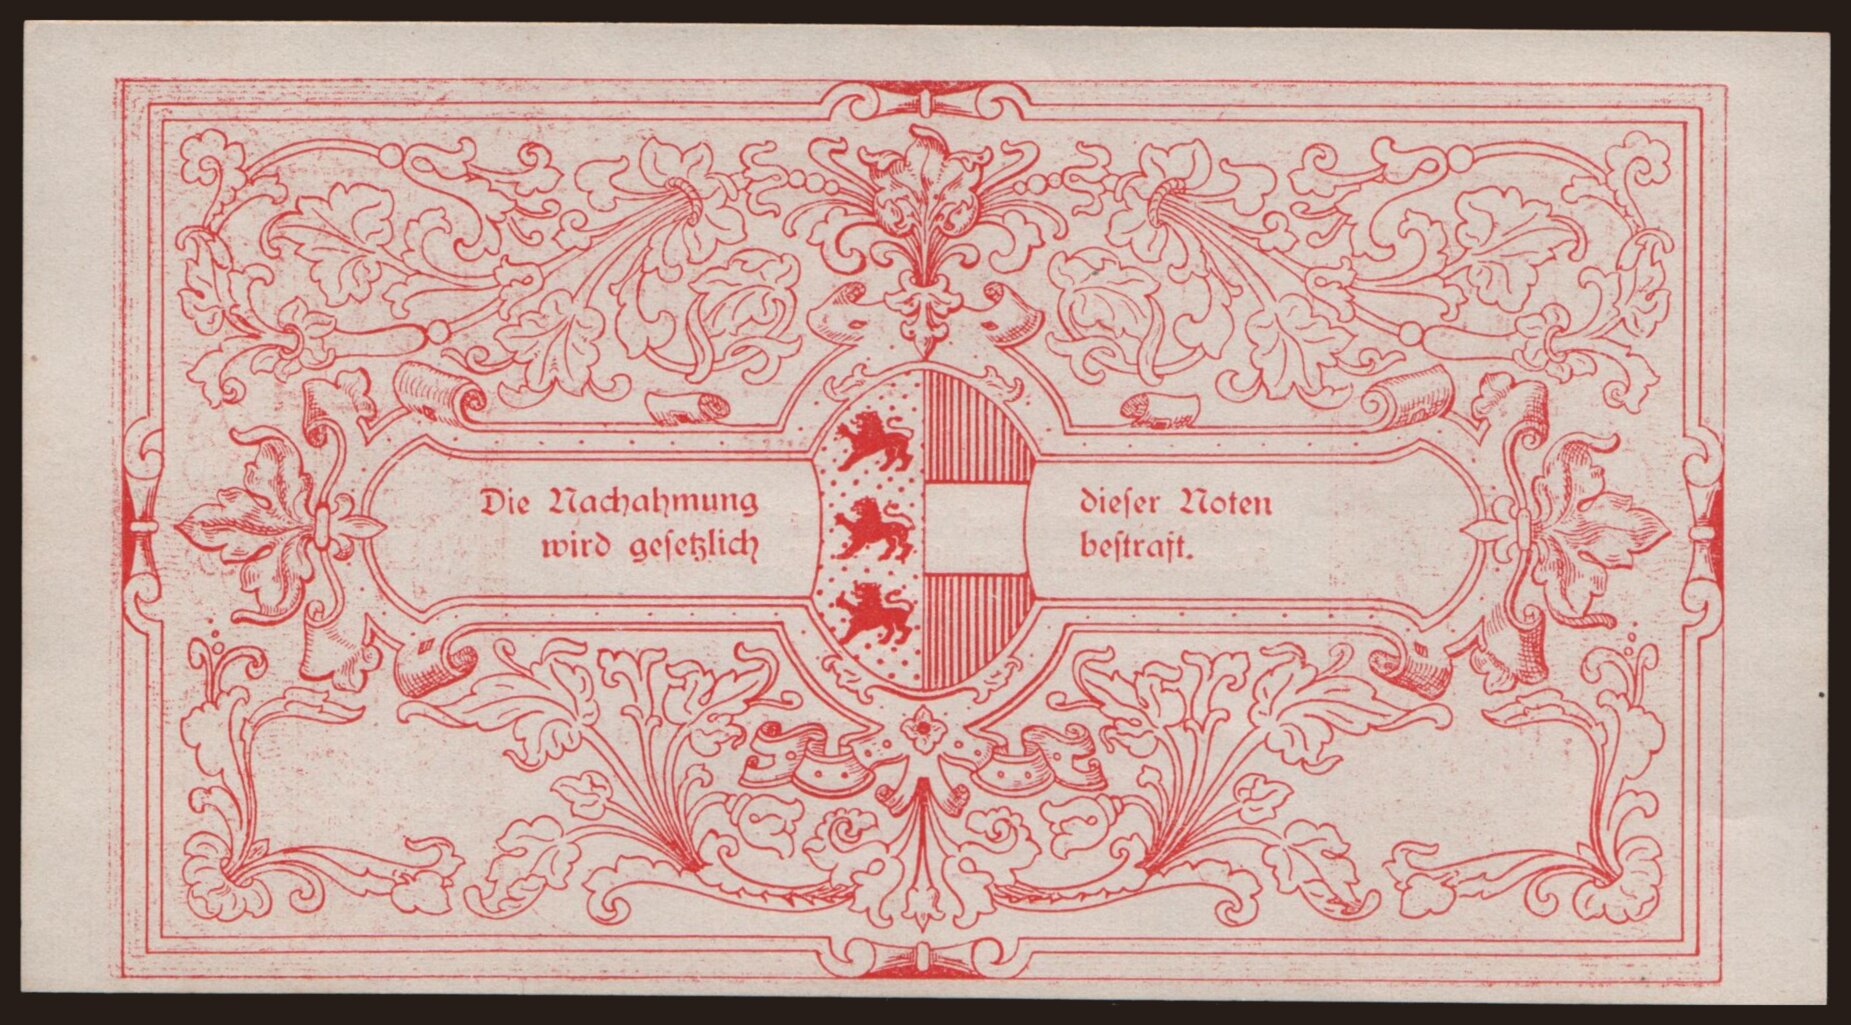 Die Nachahmung
wird gesetzlich
dieser Noten
bestraft.